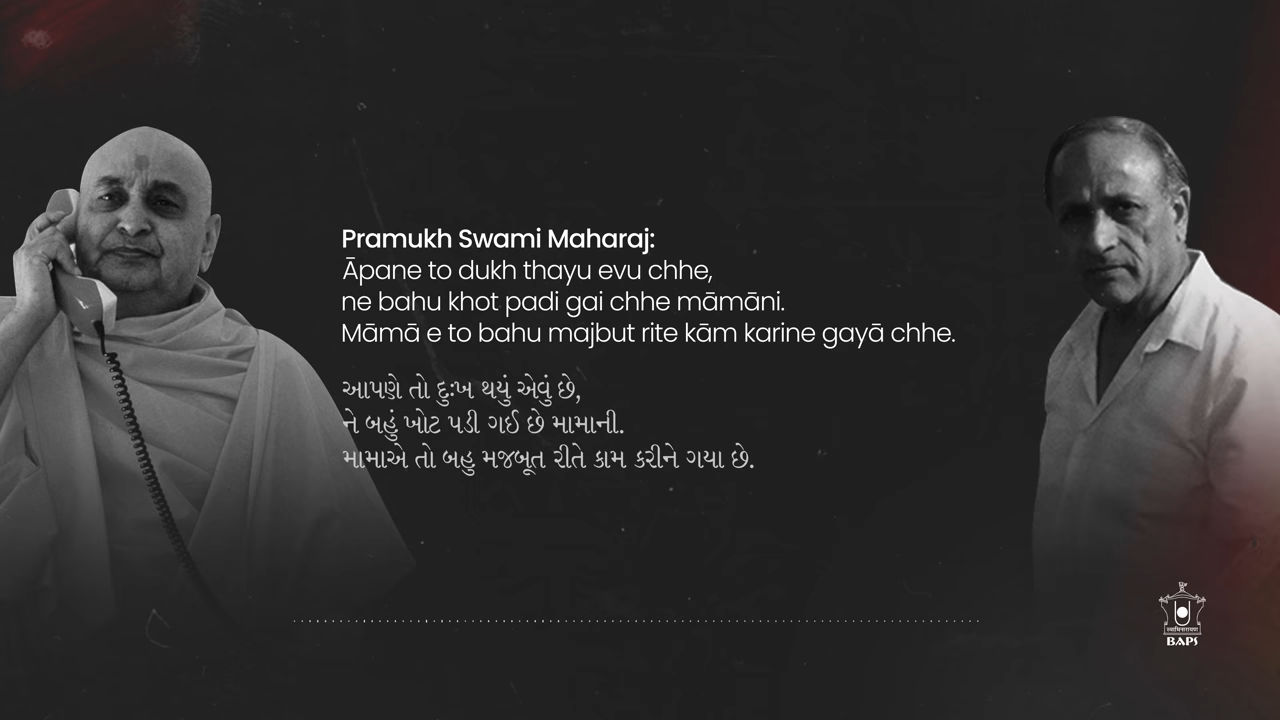 Pramukh Swami Maharaj:
Āpane to dukh thayu evu chhe,
ne bahu khot padi gai chhe māmāni.
Māmā e to bahu majbut rite kām karine gayā chhe.
આપણે તો દુઃખ થયું એવું છે,
ને બહું ખોટ પડી ગઈ છે મામાની.
મામાએ તો બહુ મજબૂત રીતે કામ કરીને ગયા છે.
स्वामिनारायण
BAPS